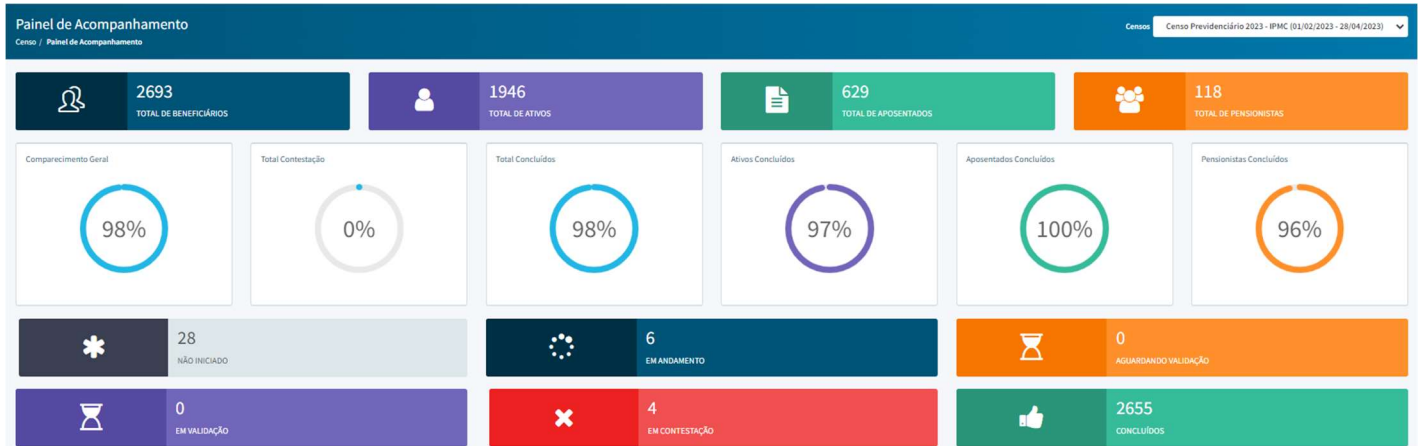 Painel de Acompanhamento
Censo / Painel de Acompanhamento
Censos Censo Previdenciário 2023 - IPMC (01/02/2023 - 28/04/2023)
2693
TOTAL DE BENEFICIÁRIOS
1946
TOTAL DE ATIVOS
629
TOTAL DE APOSENTADOS
118
TOTAL DE PENSIONISTAS
Comparecimento Geral
98%
Total Contestação
0%
Total Concluídos
98%
Ativos Concluídos
97%
Aposentados Concluídos
100%
Pensionistas Concluídos
96%
28
NÃO INICIADO
6
EM ANDAMENTO
0
AGUARDANDO VALIDAÇÃO
0
EM VALIDAÇÃO
4
EM CONTESTAÇÃO
2655
CONCLUÍDOS